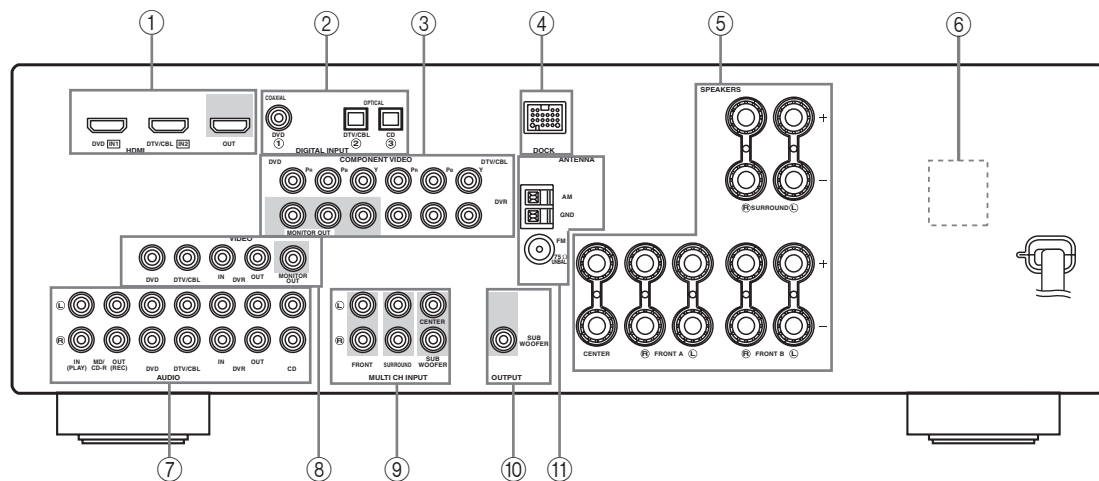 ① ② ③ ④ ⑤ ⑥
SPEAKERS
COAXIAL OPTICAL
DVD IN1 DTV/CBL IN2 OUT
HDMI
DVD DTV/CBL CD
① ② ③
DIGITAL INPUT
DOCK
+
−
Ⓡ SURROUND Ⓛ
COMPONENT VIDEO
DVD PR PB Y PR PB Y DTV/CBL
DVR
MONITOR OUT
ANTENNA
AM
GND
FM
75 Ω
UNBAL.
VIDEO
DVD DTV/CBL IN DVR OUT MONITOR OUT
Ⓛ
Ⓡ
IN (PLAY) MD/CD-R OUT (REC) DVD DTV/CBL IN DVR OUT CD
AUDIO
Ⓛ CENTER
Ⓡ
FRONT SURROUND SUB WOOFER
MULTI CH INPUT
SUB WOOFER
OUTPUT
+
−
CENTER Ⓡ FRONT A Ⓛ Ⓡ FRONT B Ⓛ
⑦ ⑧ ⑨ ⑩ ⑪